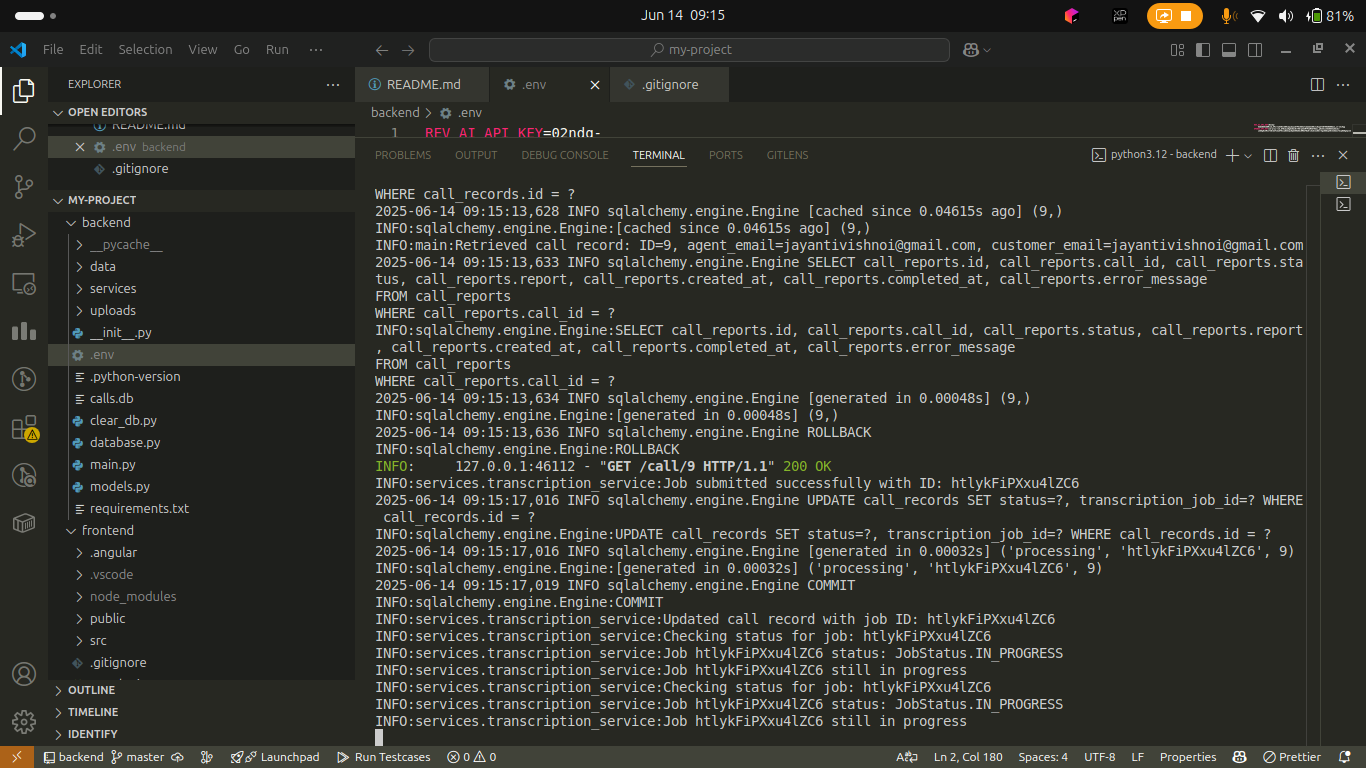 Jun 14 09:15
XD
pen
81%
File Edit Selection View Go Run ···
my-project
EXPLORER
README.md
.env
.gitignore
OPEN EDITORS
README.md
.env backend
.gitignore
backend > .env
1 REV_AI_API_KEY=02ndg-
PROBLEMS OUTPUT DEBUG CONSOLE TERMINAL PORTS GITLENS
python3.12 - backend
MY-PROJECT
backend
__pycache__
data
services
uploads
__init__.py
.env
.python-version
calls.db
clear_db.py
database.py
main.py
models.py
requirements.txt
frontend
.angular
.vscode
node_modules
public
src
.gitignore
OUTLINE
TIMELINE
IDENTIFY
WHERE call_records.id = ?
2025-06-14 09:15:13,628 INFO sqlalchemy.engine.Engine [cached since 0.04615s ago] (9,)
INFO:sqlalchemy.engine.Engine:[cached since 0.04615s ago] (9,)
INFO:main:Retrieved call record: ID=9, agent_email=jayantivishnoi@gmail.com, customer_email=jayantivishnoi@gmail.com
2025-06-14 09:15:13,633 INFO sqlalchemy.engine.Engine SELECT call_reports.id, call_reports.call_id, call_reports.sta
tus, call_reports.report, call_reports.created_at, call_reports.completed_at, call_reports.error_message
FROM call_reports
WHERE call_reports.call_id = ?
INFO:sqlalchemy.engine.Engine:SELECT call_reports.id, call_reports.call_id, call_reports.status, call_reports.report
, call_reports.created_at, call_reports.completed_at, call_reports.error_message
FROM call_reports
WHERE call_reports.call_id = ?
2025-06-14 09:15:13,634 INFO sqlalchemy.engine.Engine [generated in 0.00048s] (9,)
INFO:sqlalchemy.engine.Engine:[generated in 0.00048s] (9,)
2025-06-14 09:15:13,636 INFO sqlalchemy.engine.Engine ROLLBACK
INFO:sqlalchemy.engine.Engine:ROLLBACK
INFO:     127.0.0.1:46112 - "GET /call/9 HTTP/1.1" 200 OK
INFO:services.transcription_service:Job submitted successfully with ID: htlykFiPXxu4lZC6
2025-06-14 09:15:17,016 INFO sqlalchemy.engine.Engine UPDATE call_records SET status=?, transcription_job_id=? WHERE
call_records.id = ?
INFO:sqlalchemy.engine.Engine:UPDATE call_records SET status=?, transcription_job_id=? WHERE call_records.id = ?
2025-06-14 09:15:17,016 INFO sqlalchemy.engine.Engine [generated in 0.00032s] ('processing', 'htlykFiPXxu4lZC6', 9)
INFO:sqlalchemy.engine.Engine:[generated in 0.00032s] ('processing', 'htlykFiPXxu4lZC6', 9)
2025-06-14 09:15:17,019 INFO sqlalchemy.engine.Engine COMMIT
INFO:sqlalchemy.engine.Engine:COMMIT
INFO:services.transcription_service:Updated call record with job ID: htlykFiPXxu4lZC6
INFO:services.transcription_service:Checking status for job: htlykFiPXxu4lZC6
INFO:services.transcription_service:Job htlykFiPXxu4lZC6 status: JobStatus.IN_PROGRESS
INFO:services.transcription_service:Job htlykFiPXxu4lZC6 still in progress
INFO:services.transcription_service:Checking status for job: htlykFiPXxu4lZC6
INFO:services.transcription_service:Job htlykFiPXxu4lZC6 status: JobStatus.IN_PROGRESS
INFO:services.transcription_service:Job htlykFiPXxu4lZC6 still in progress
backend master Launchpad Run Testcases 0 0
Ln 2, Col 180 Spaces: 4 UTF-8 LF Properties Prettier